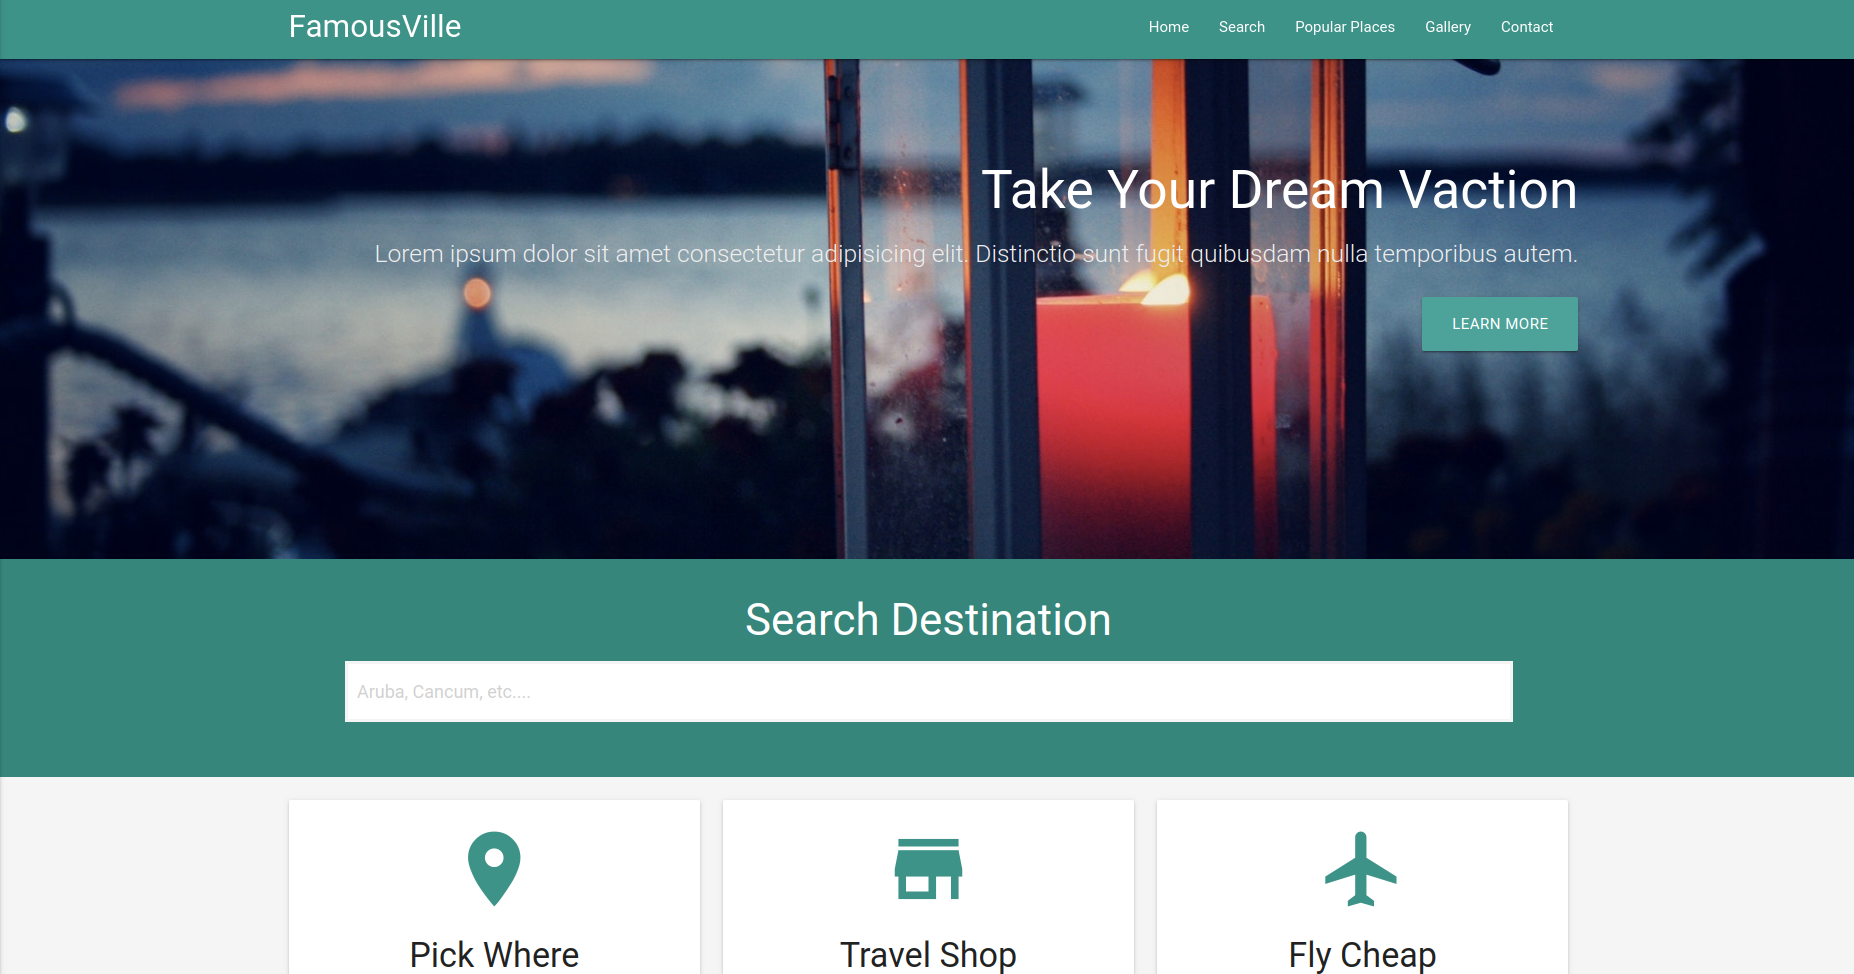 FamousVille
Home
Search
Popular Places
Gallery
Contact
Take Your Dream Vaction
Lorem ipsum dolor sit amet consectetur adipisicing elit. Distinctio sunt fugit quibusdam nulla temporibus autem.
LEARN MORE
Search Destination
Aruba, Cancum, etc....
Pick Where
Travel Shop
Fly Cheap